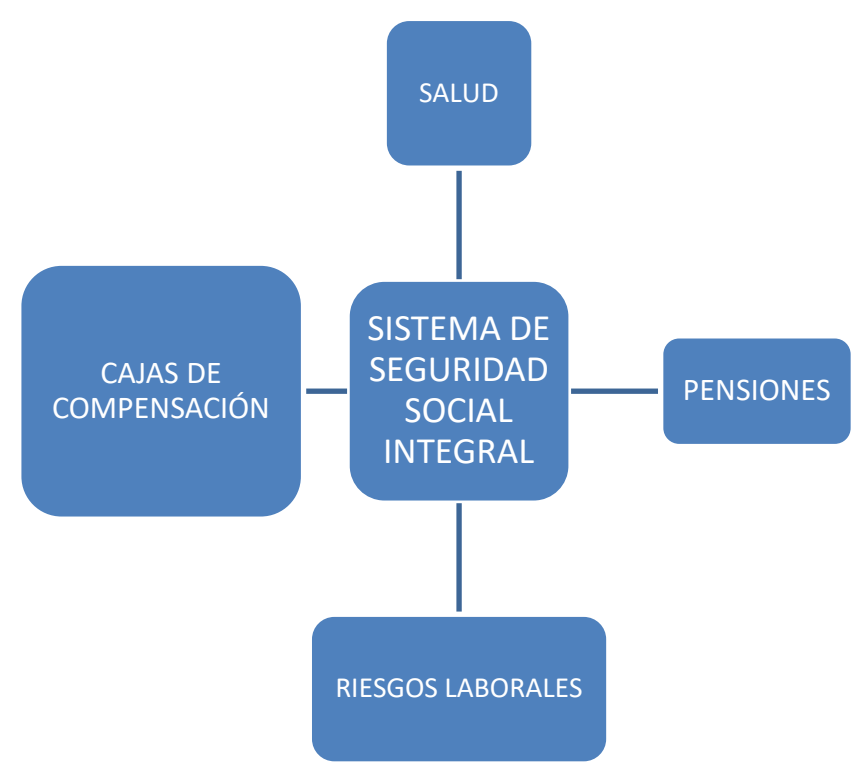 SALUD
CAJAS DE
COMPENSACIÓN
SISTEMA DE
SEGURIDAD
SOCIAL
INTEGRAL
PENSIONES
RIESGOS LABORALES